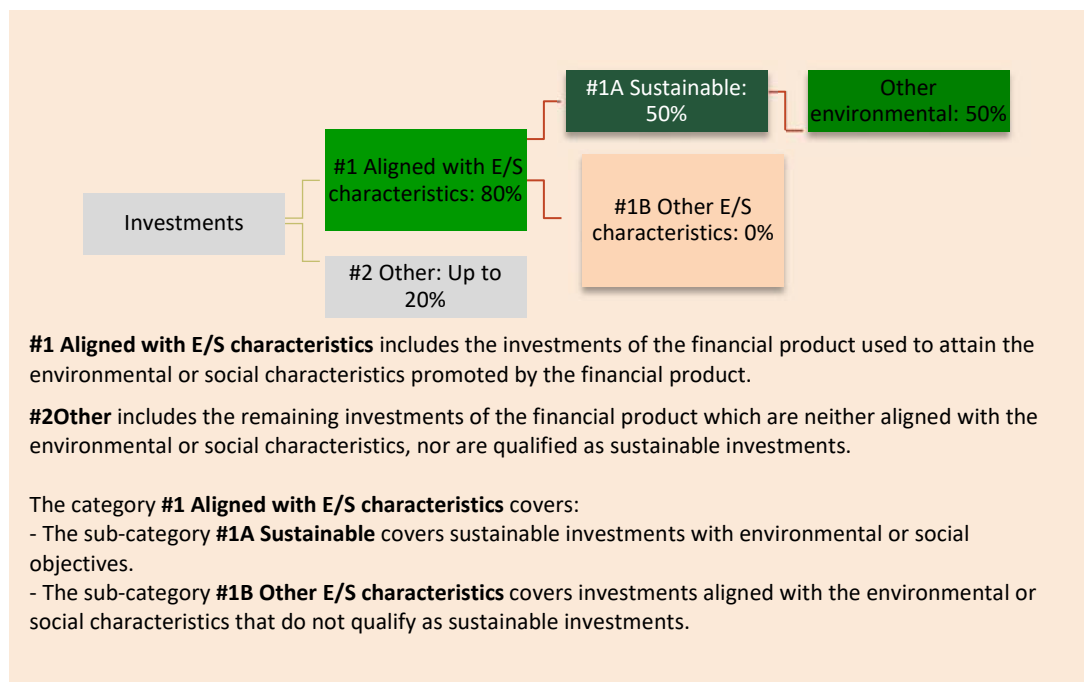 #1A Sustainable:
50%
Other
environmental: 50%
#1 Aligned with E/S
characteristics: 80%
#1B Other E/S
characteristics: 0%
Investments
#2 Other: Up to
20%
#1 Aligned with E/S characteristics includes the investments of the financial product used to attain the
environmental or social characteristics promoted by the financial product.
#2Other includes the remaining investments of the financial product which are neither aligned with the
environmental or social characteristics, nor are qualified as sustainable investments.
The category #1 Aligned with E/S characteristics covers:
- The sub-category #1A Sustainable covers sustainable investments with environmental or social
objectives.
- The sub-category #1B Other E/S characteristics covers investments aligned with the environmental or
social characteristics that do not qualify as sustainable investments.